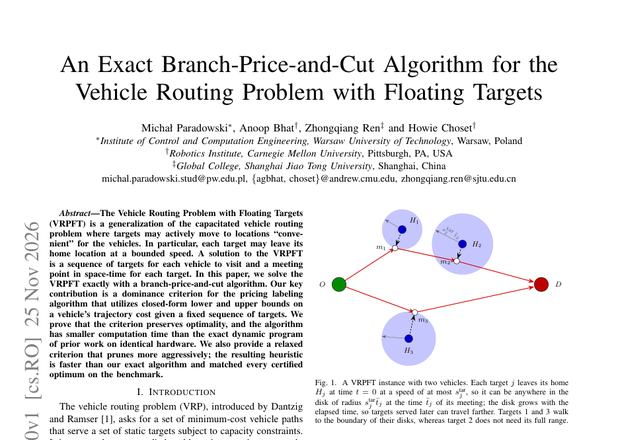 An Exact Branch-Price-and-Cut Algorithm for the
Vehicle Routing Problem with Floating Targets
Michał Paradowski*, Anoop Bhat†, Zhongqiang Ren‡ and Howie Choset†
*Institute of Control and Computation Engineering, Warsaw University of Technology, Warsaw, Poland
†Robotics Institute, Carnegie Mellon University, Pittsburgh, PA, USA
‡Global College, Shanghai Jiao Tong University, Shanghai, China
michal.paradowski.stud@pw.edu.pl, {agbhat, choset}@andrew.cmu.edu, zhongqiang.ren@sjtu.edu.cn
Abstract—The Vehicle Routing Problem with Floating Targets
(VRPFT) is a generalization of the capacitated vehicle routing
problem where targets may actively move to locations “conve-
nient” for the vehicles. In particular, each target may leave its
home location at a bounded speed. A solution to the VRPFT
is a sequence of targets for each vehicle to visit and a meeting
point in space-time for each target. In this paper, we solve the
VRPFT exactly with a branch-price-and-cut algorithm. Our key
contribution is a dominance criterion for the pricing labeling
algorithm that utilizes closed-form lower and upper bounds on
a vehicle’s trajectory cost given a fixed sequence of targets. We
prove that the criterion preserves optimality, and the algorithm
has smaller computation time than the exact dynamic program
of prior work on identical hardware. We also provide a relaxed
criterion that prunes more aggressively; the resulting heuristic
is faster than our exact algorithm and matched every certified
optimum on the benchmark.
I. Introduction
The vehicle routing problem (VRP), introduced by Dantzig
and Ramser [1], asks for a set of minimum-cost vehicle paths
that serve a set of static targets subject to capacity constraints.
H1
m1
H2
m2
O
D
m3
H3
Fig. 1. A VRPFT instance with two vehicles. Each target j leaves its home
Hj at time t = 0 at a speed of at most s_j^tar, so it can be anywhere in the
disk of radius s_j^tar t̄j at the time t̄j of its meeting; the disk grows with the
elapsed time, so targets served later can travel farther. Targets 1 and 3 walk
to the boundary of their disks, whereas target 2 does not need its full range.
0v1 [cs.RO] 25 Nov 2026